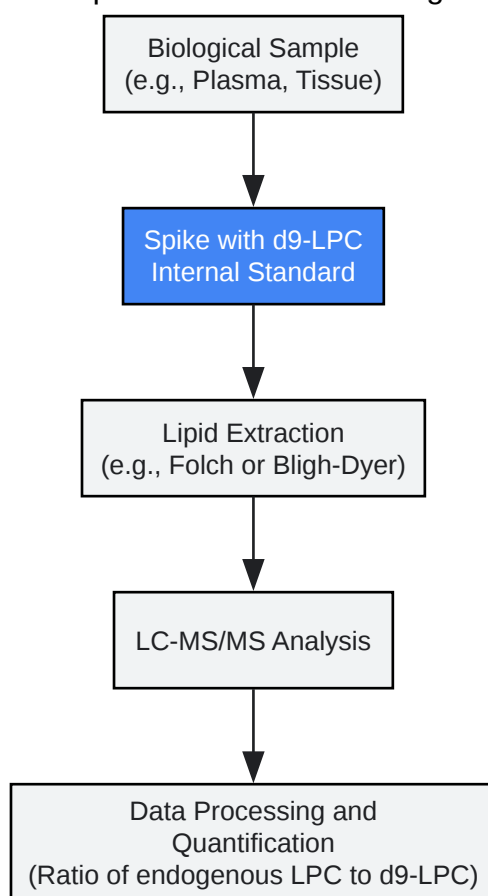 Biological Sample
(e.g., Plasma, Tissue)
Spike with d9-LPC
Internal Standard
Lipid Extraction
(e.g., Folch or Bligh-Dyer)
LC-MS/MS Analysis
Data Processing and
Quantification
(Ratio of endogenous LPC to d9-LPC)